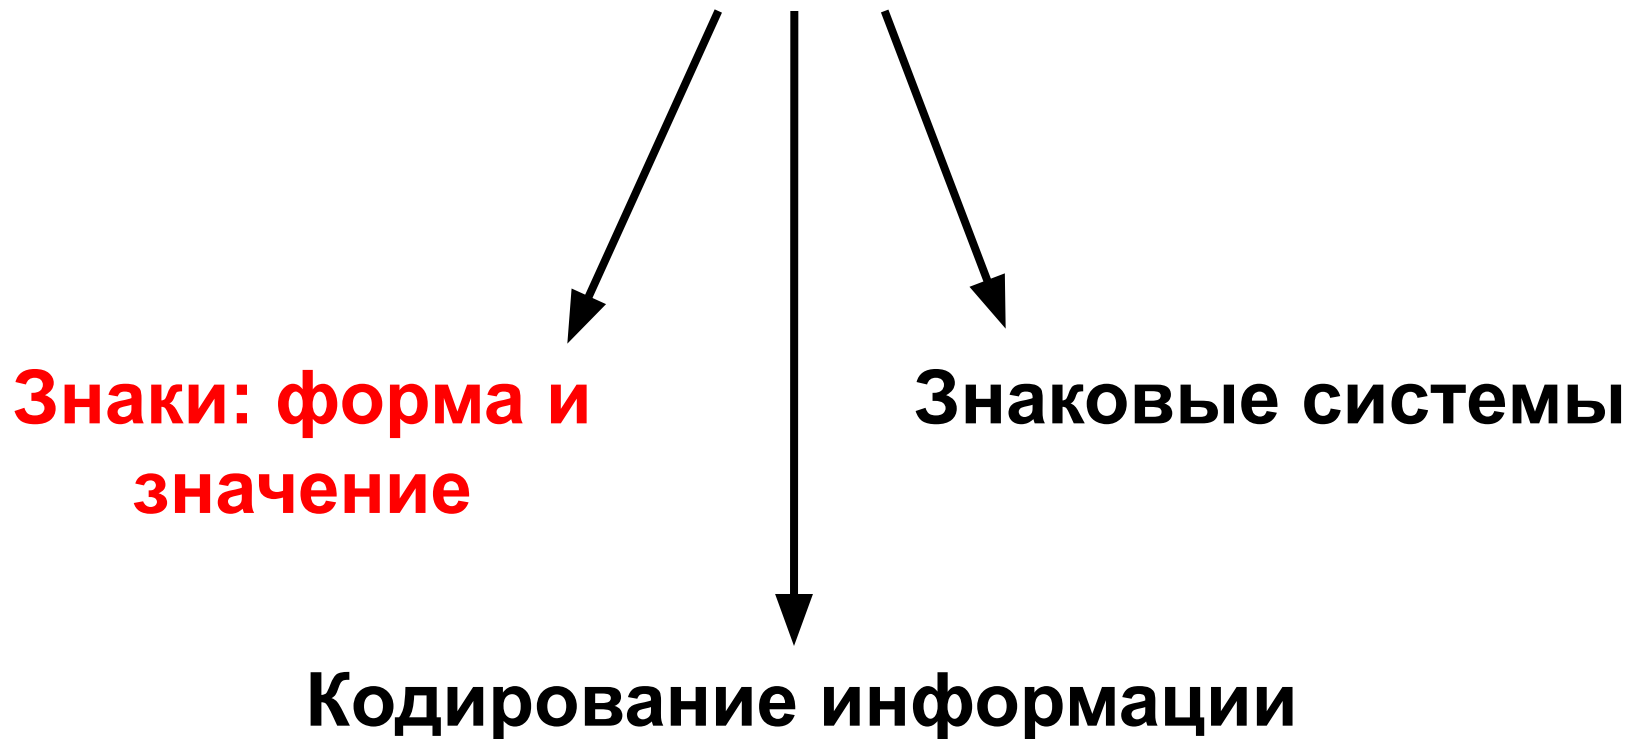 Знаки: форма и
значение
Знаковые системы
Кодирование информации